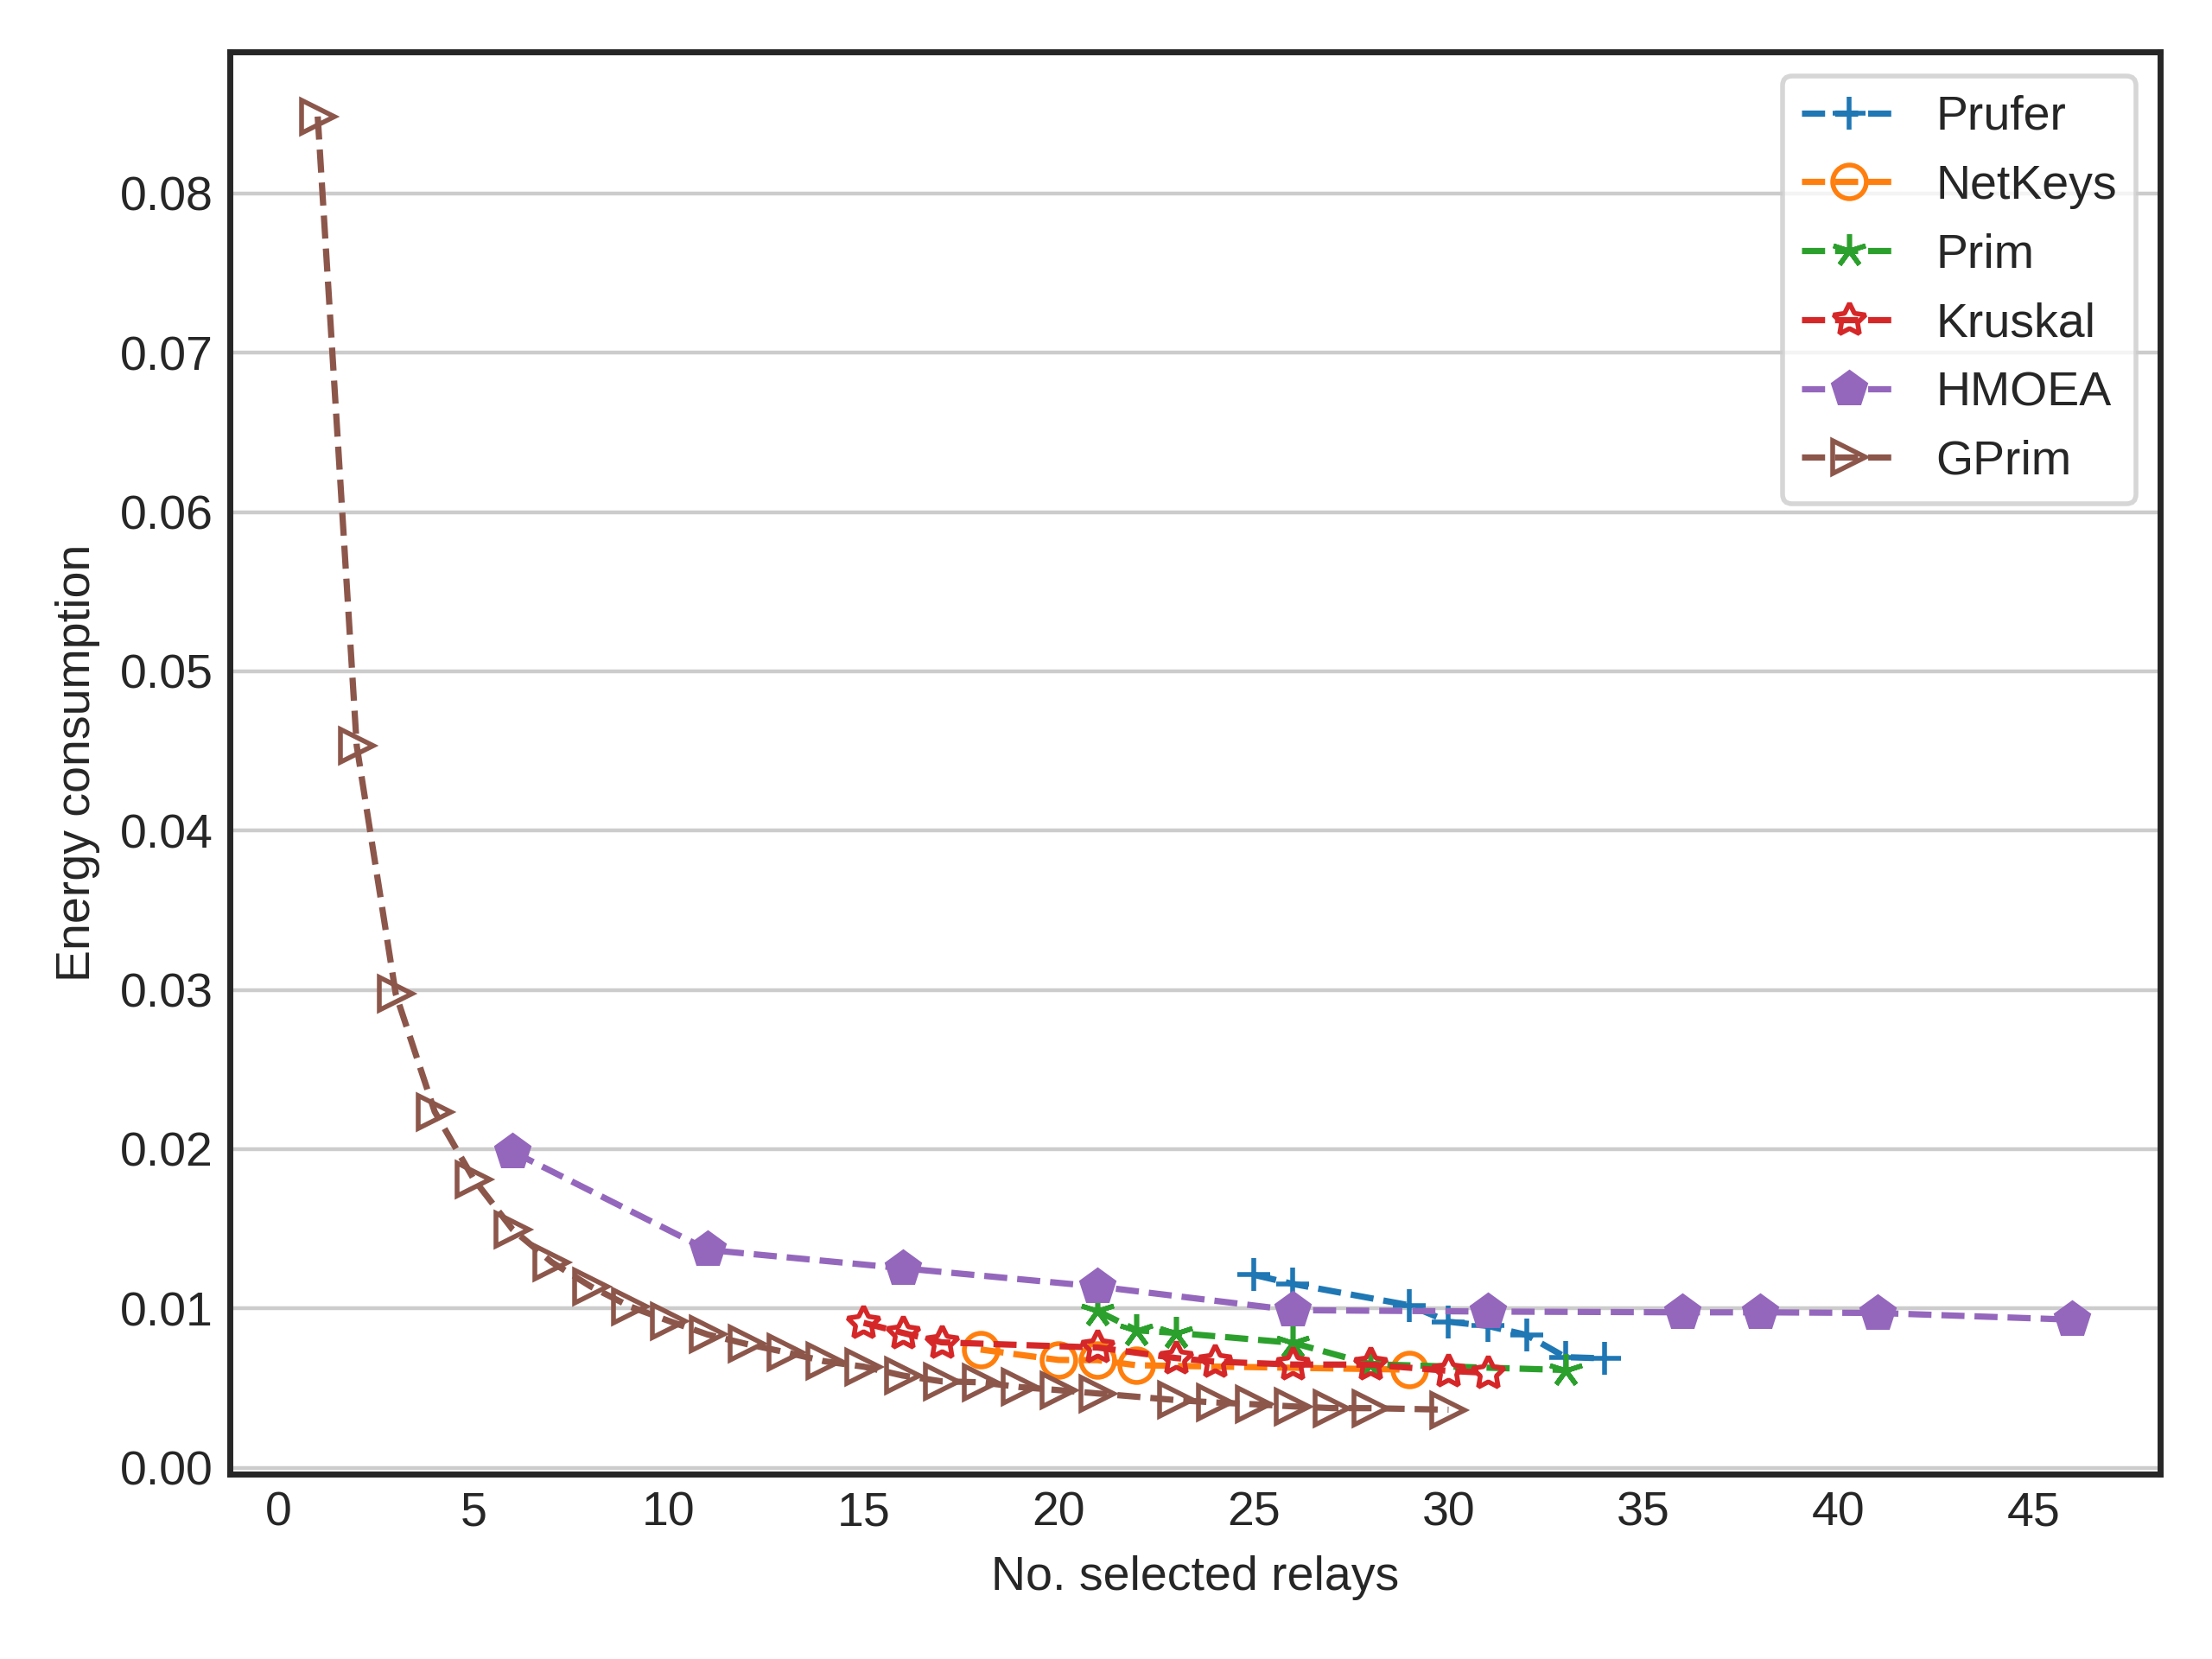 Prufer
NetKeys
Prim
Kruskal
HMOEA
GPrim
Energy consumption
0.08
0.07
0.06
0.05
0.04
0.03
0.02
0.01
0.00
0 5 10 15 20 25 30 35 40 45
No. selected relays